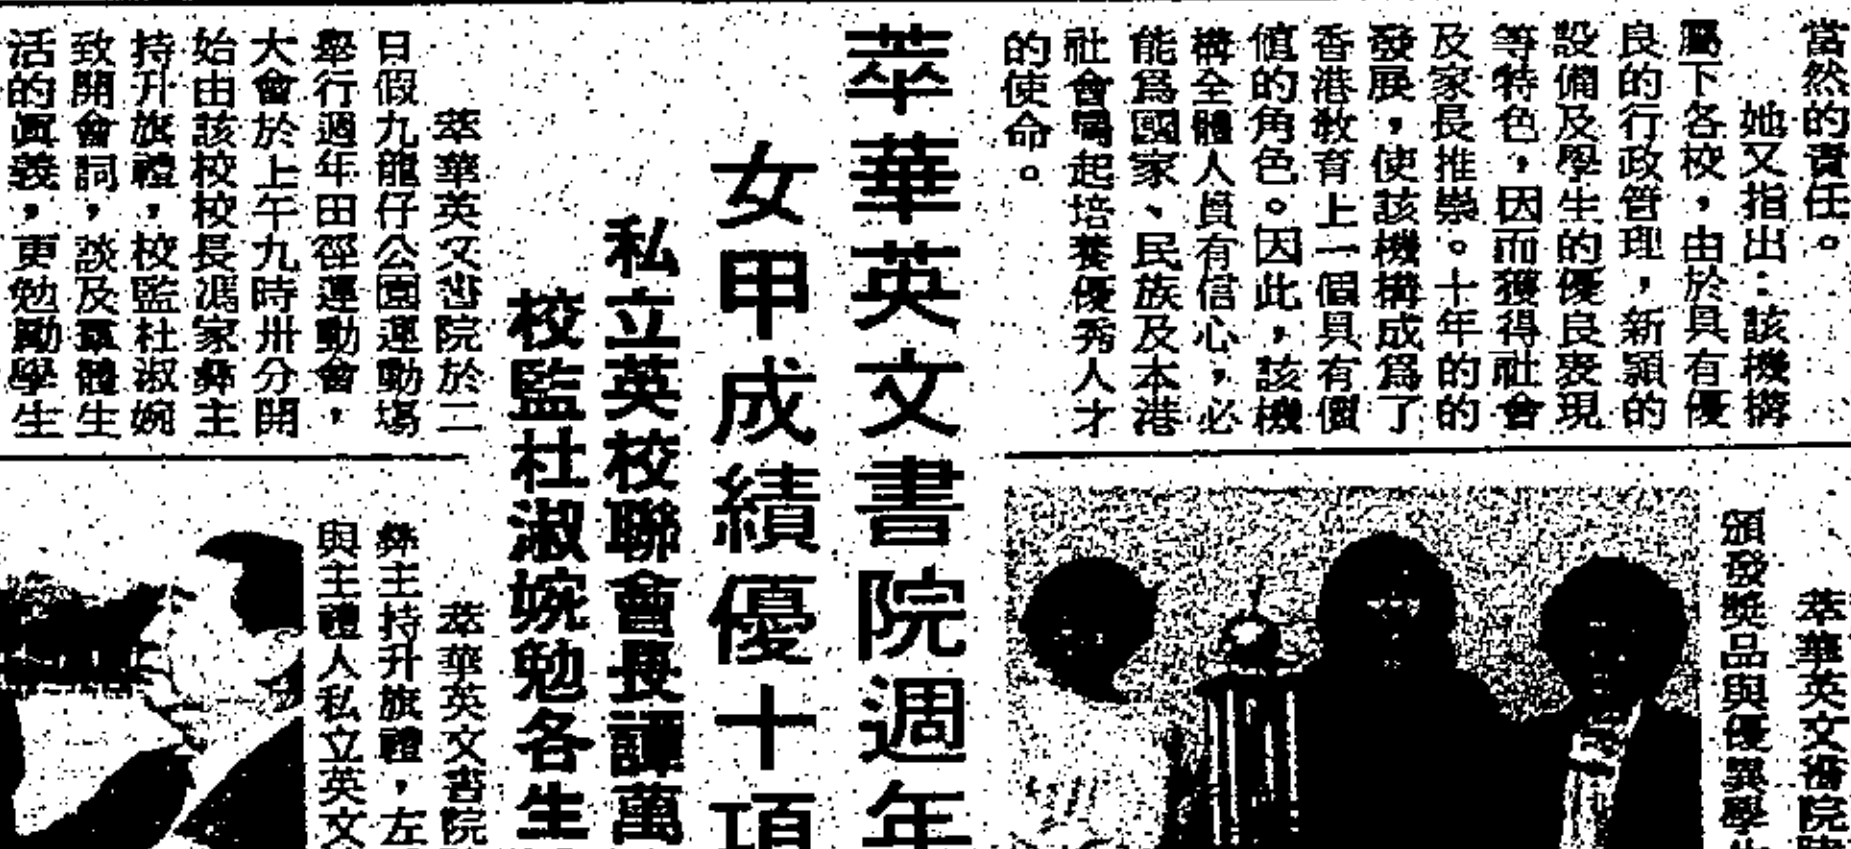 當然的責任。
她又指出：該機構
屬下各校，由於具有優
良的行政管理，新穎的
設備及學生的優良表現
等特色，因而獲得社會
及家長推崇。十年的的
發展，使該機構成爲了
香港教育上一個具有價
值的角色。因此，該機
構全體人員有信心，必
能爲國家、民族及本港
社會肩起培養優秀人才
的使命。
萃華英文書院週年
女甲成績優十項
私立英校聯會長譚萬
校監杜淑婉勉各生
萃華英文書院於二
日假九龍仔公園運動場
舉行週年田徑運動會，
大會於上午九時卅分開
始由該校校長馮家彝主
持升旗禮，校監杜淑婉
致開會詞，談及羣體生
活的眞義，更勉勵學生
萃華英文書院
頒發獎品與優異學生
萃華英文書院
彝主持升旗禮，左
與主禮人私立英文